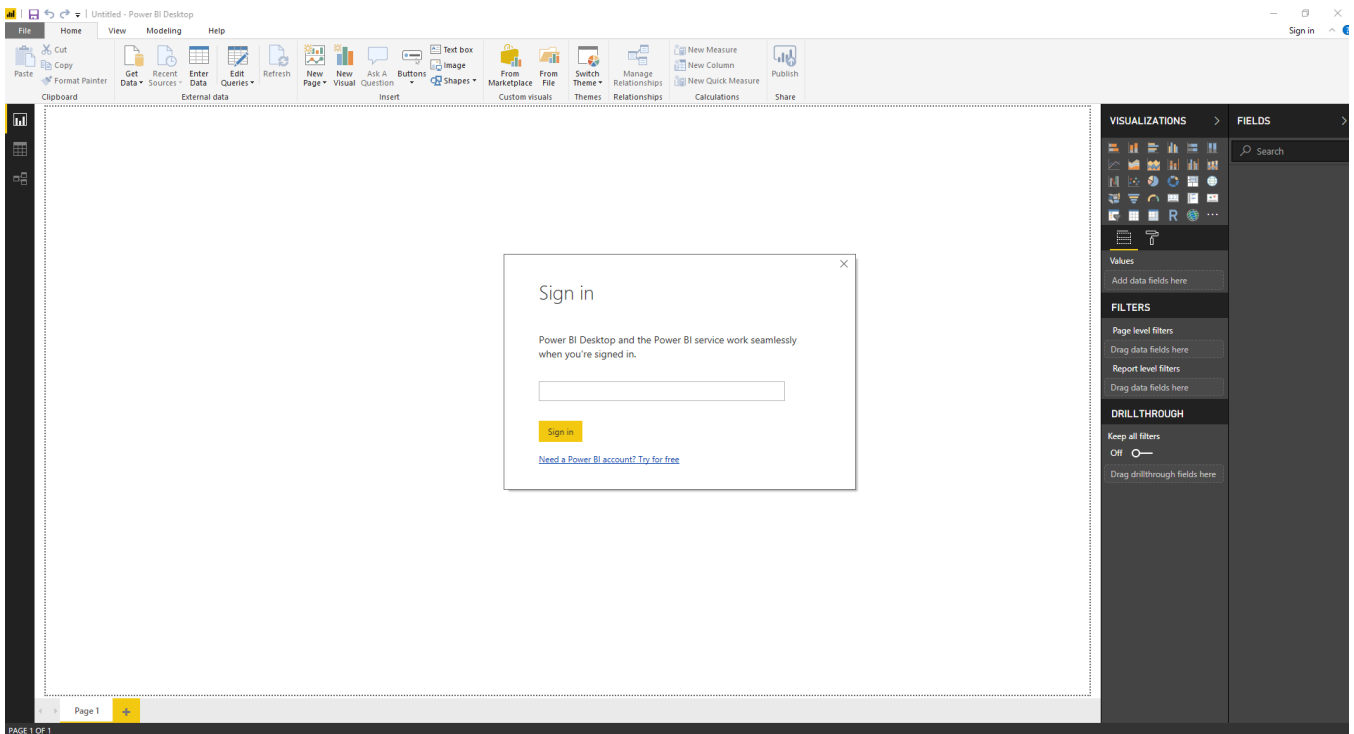 Untitled - Power BI Desktop
File Home View Modeling Help
Sign in
Paste
Cut
Copy
Format Painter
Clipboard
Get Data
Recent Sources
Enter Data
Edit Queries
Refresh
External data
New Page
New Visual
Ask A Question
Buttons
Text box
Image
Shapes
Insert
From Marketplace
From File
Custom visuals
Switch Theme
Themes
Manage Relationships
Relationships
New Measure
New Column
New Quick Measure
Calculations
Publish
Share
Sign in
Power BI Desktop and the Power BI service work seamlessly
when you're signed in.
Sign in
Need a Power BI account? Try for free
VISUALIZATIONS
R
Values
Add data fields here
FILTERS
Page level filters
Drag data fields here
Report level filters
Drag data fields here
DRILLTHROUGH
Keep all filters
Off
Drag drillthrough fields here
FIELDS
Search
Page 1
PAGE 1 OF 1